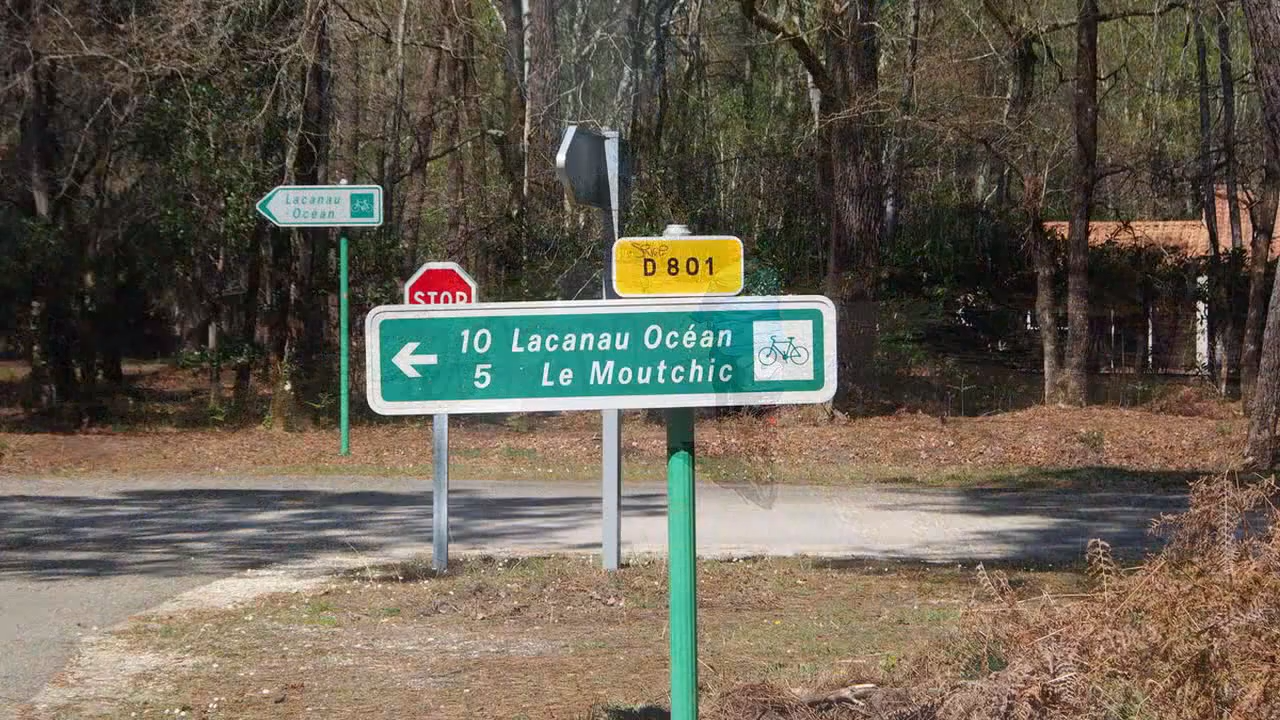 Lacanau
Océan
STOP
D 801
10 Lacanau Océan
5 Le Moutchic